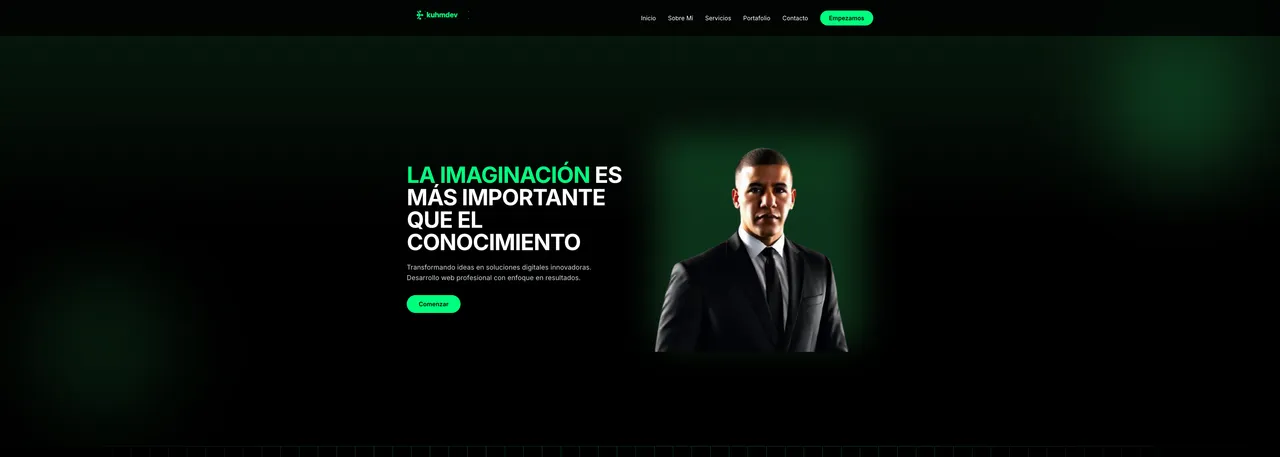 kuhmdev
Inicio
Sobre Mí
Servicios
Portafolio
Contacto
Empezamos
LA IMAGINACIÓN ES
MÁS IMPORTANTE
QUE EL
CONOCIMIENTO
Transformando ideas en soluciones digitales innovadoras.
Desarrollo web profesional con enfoque en resultados.
Comenzar